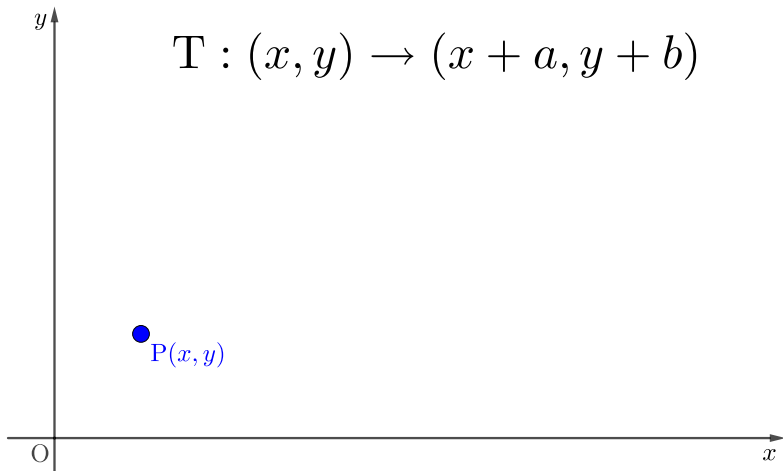 y
T : (x, y) → (x + a, y + b)
P(x, y)
O
x